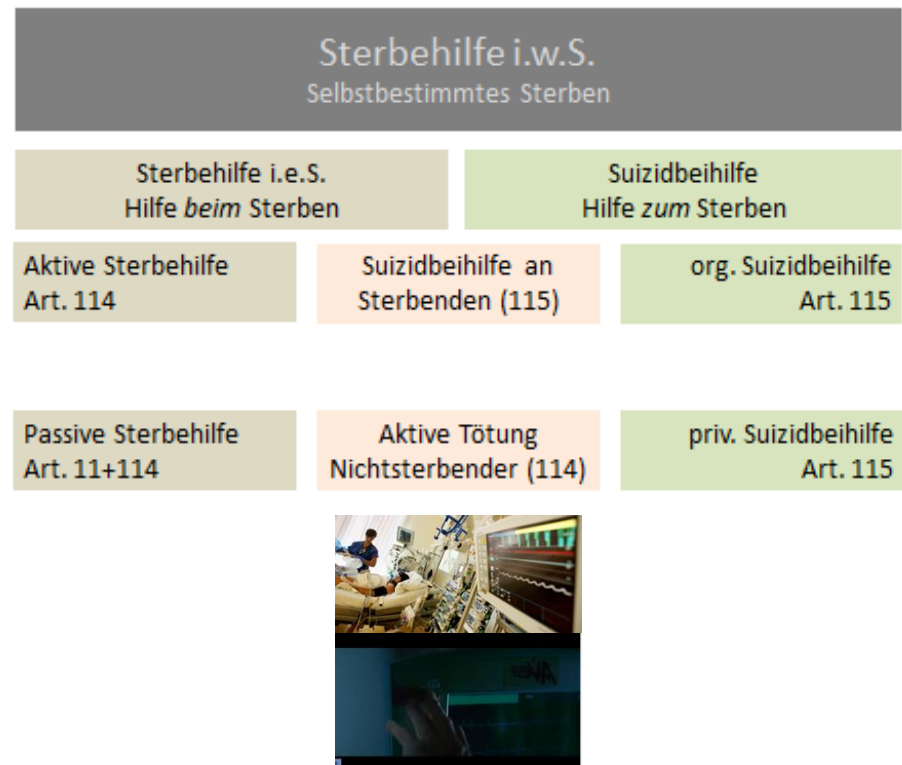 Sterbehilfe i.w.S.
Selbstbestimmtes Sterben
Sterbehilfe i.e.S.
Hilfe beim Sterben
Suizidbeihilfe
Hilfe zum Sterben
Aktive Sterbehilfe
Art. 114
Suizidbeihilfe an
Sterbenden (115)
org. Suizidbeihilfe
Art. 115
Passive Sterbehilfe
Art. 11+114
Aktive Tötung
Nichtsterbender (114)
priv. Suizidbeihilfe
Art. 115